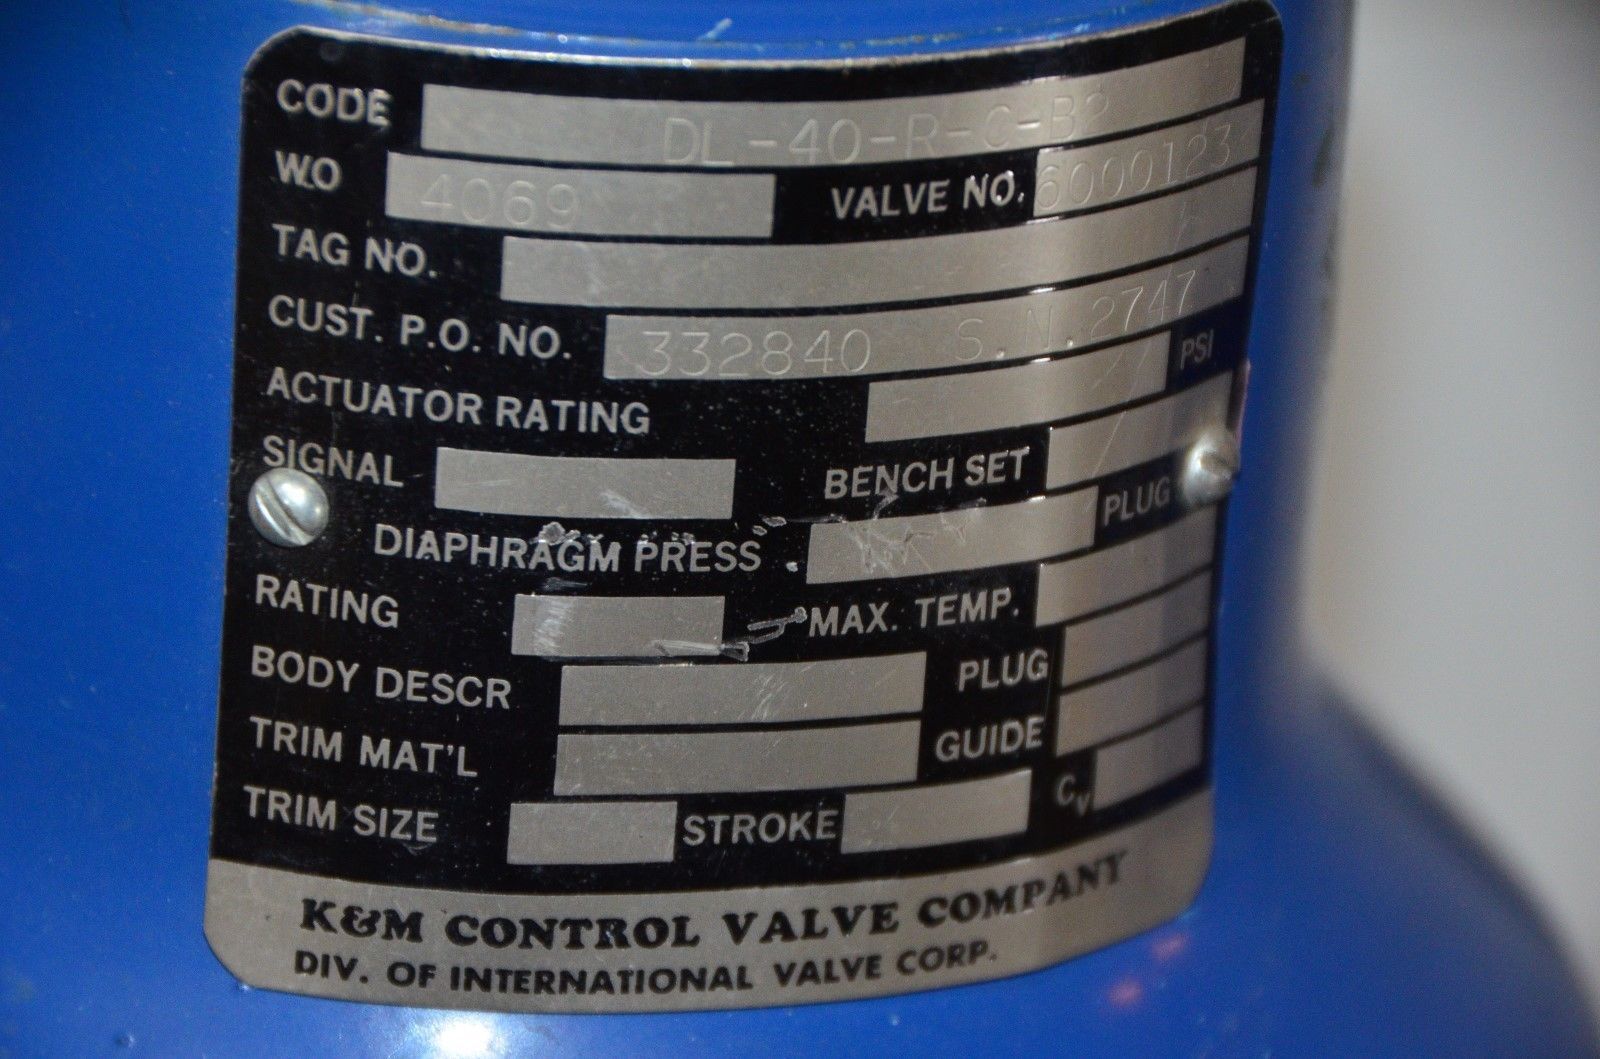 CODE DL-40-R-C-B2
W.O 4069 VALVE NO.
TAG NO.
CUST. P.O. NO. 332840 S.N. 2747
ACTUATOR RATING PSI
SIGNAL BENCH SET
DIAPHRAGM PRESS. PLUG
RATING MAX. TEMP.
BODY DESCR PLUG
TRIM MAT'L GUIDE
TRIM SIZE STROKE Cv
K&M CONTROL VALVE COMPANY
DIV. OF INTERNATIONAL VALVE CORP.